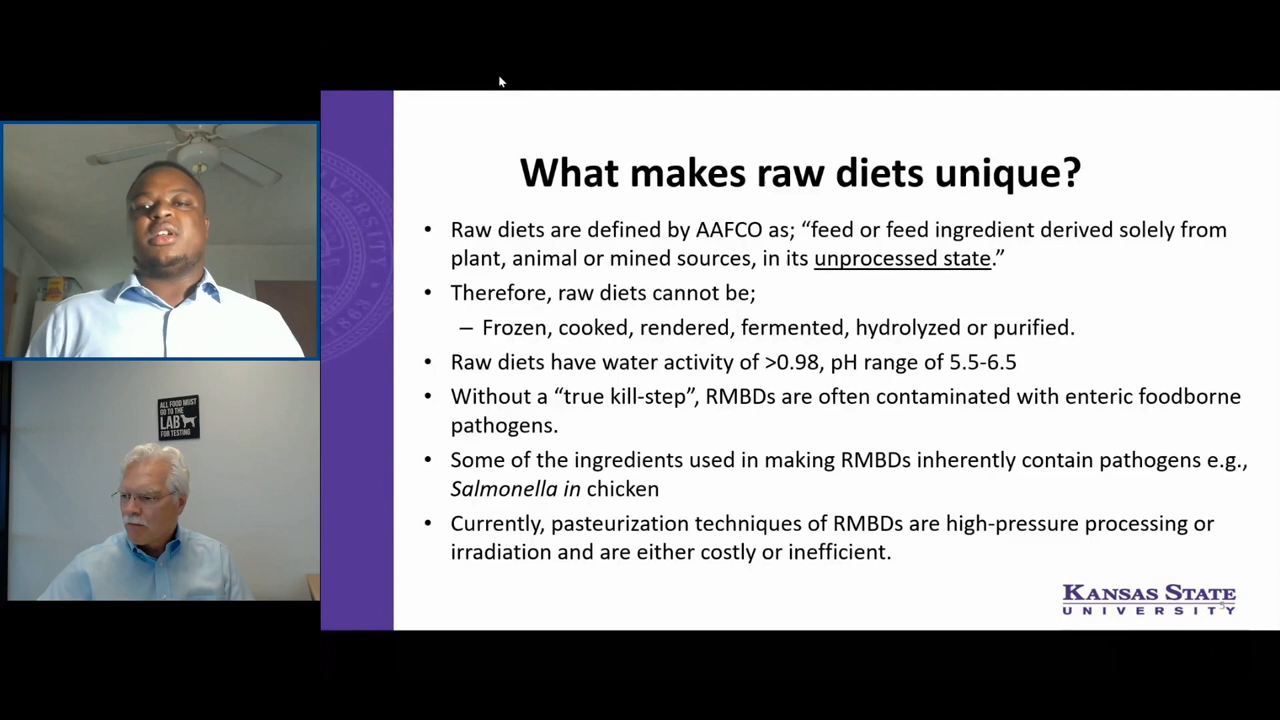 What makes raw diets unique?
• Raw diets are defined by AAFCO as; “feed or feed ingredient derived solely from
plant, animal or mined sources, in its unprocessed state.”
• Therefore, raw diets cannot be;
– Frozen, cooked, rendered, fermented, hydrolyzed or purified.
• Raw diets have water activity of >0.98, pH range of 5.5-6.5
• Without a “true kill-step”, RMBDs are often contaminated with enteric foodborne
pathogens.
• Some of the ingredients used in making RMBDs inherently contain pathogens e.g.,
Salmonella in chicken
• Currently, pasteurization techniques of RMBDs are high-pressure processing or
irradiation and are either costly or inefficient.
KANSAS STATE
UNIVERSITY
5
ALL FOOD MUST
GO TO THE
LAB
FOR TESTING